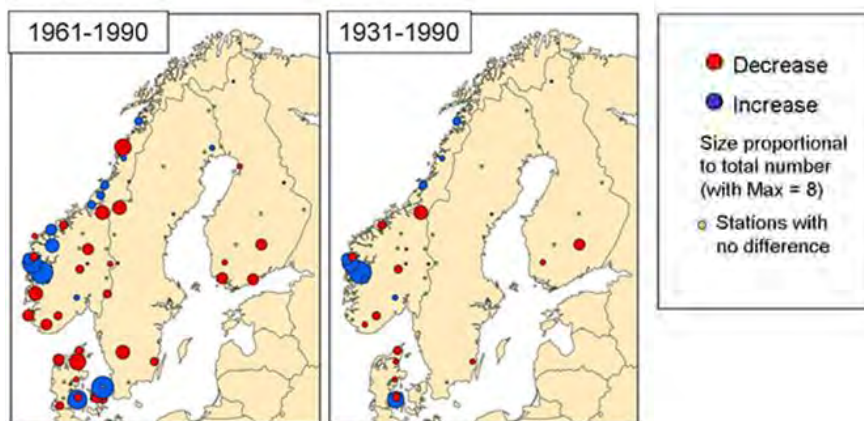 1961-1990
1931-1990
Decrease
Increase
Size proportional
to total number
(with Max = 8)
Stations with
no difference